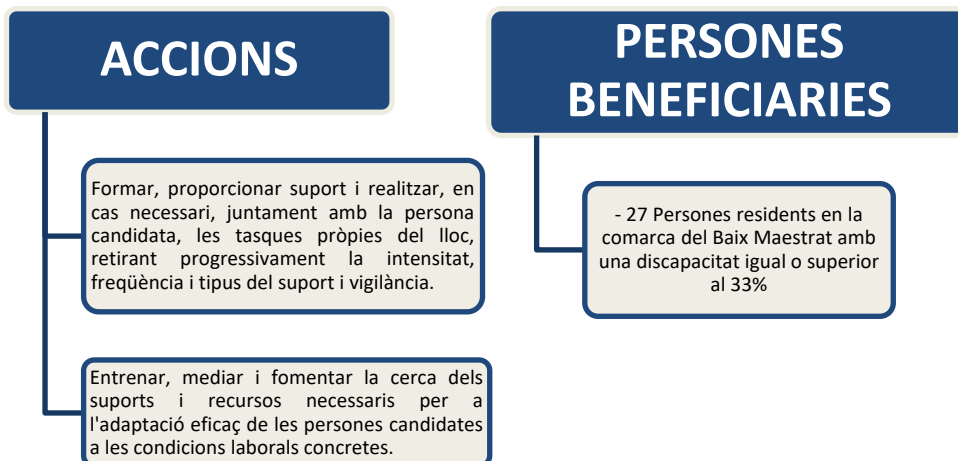 ACCIONS
Formar, proporcionar suport i realitzar, en
cas necessari, juntament amb la persona
candidata, les tasques pròpies del lloc,
retirant progressivament la intensitat,
freqüència i tipus del suport i vigilància.
Entrenar, mediar i fomentar la cerca dels
suports i recursos necessaris per a
l'adaptació eficaç de les persones candidates
a les condicions laborals concretes.
PERSONES
BENEFICIARIES
- 27 Persones residents en la
comarca del Baix Maestrat amb
una discapacitat igual o superior
al 33%